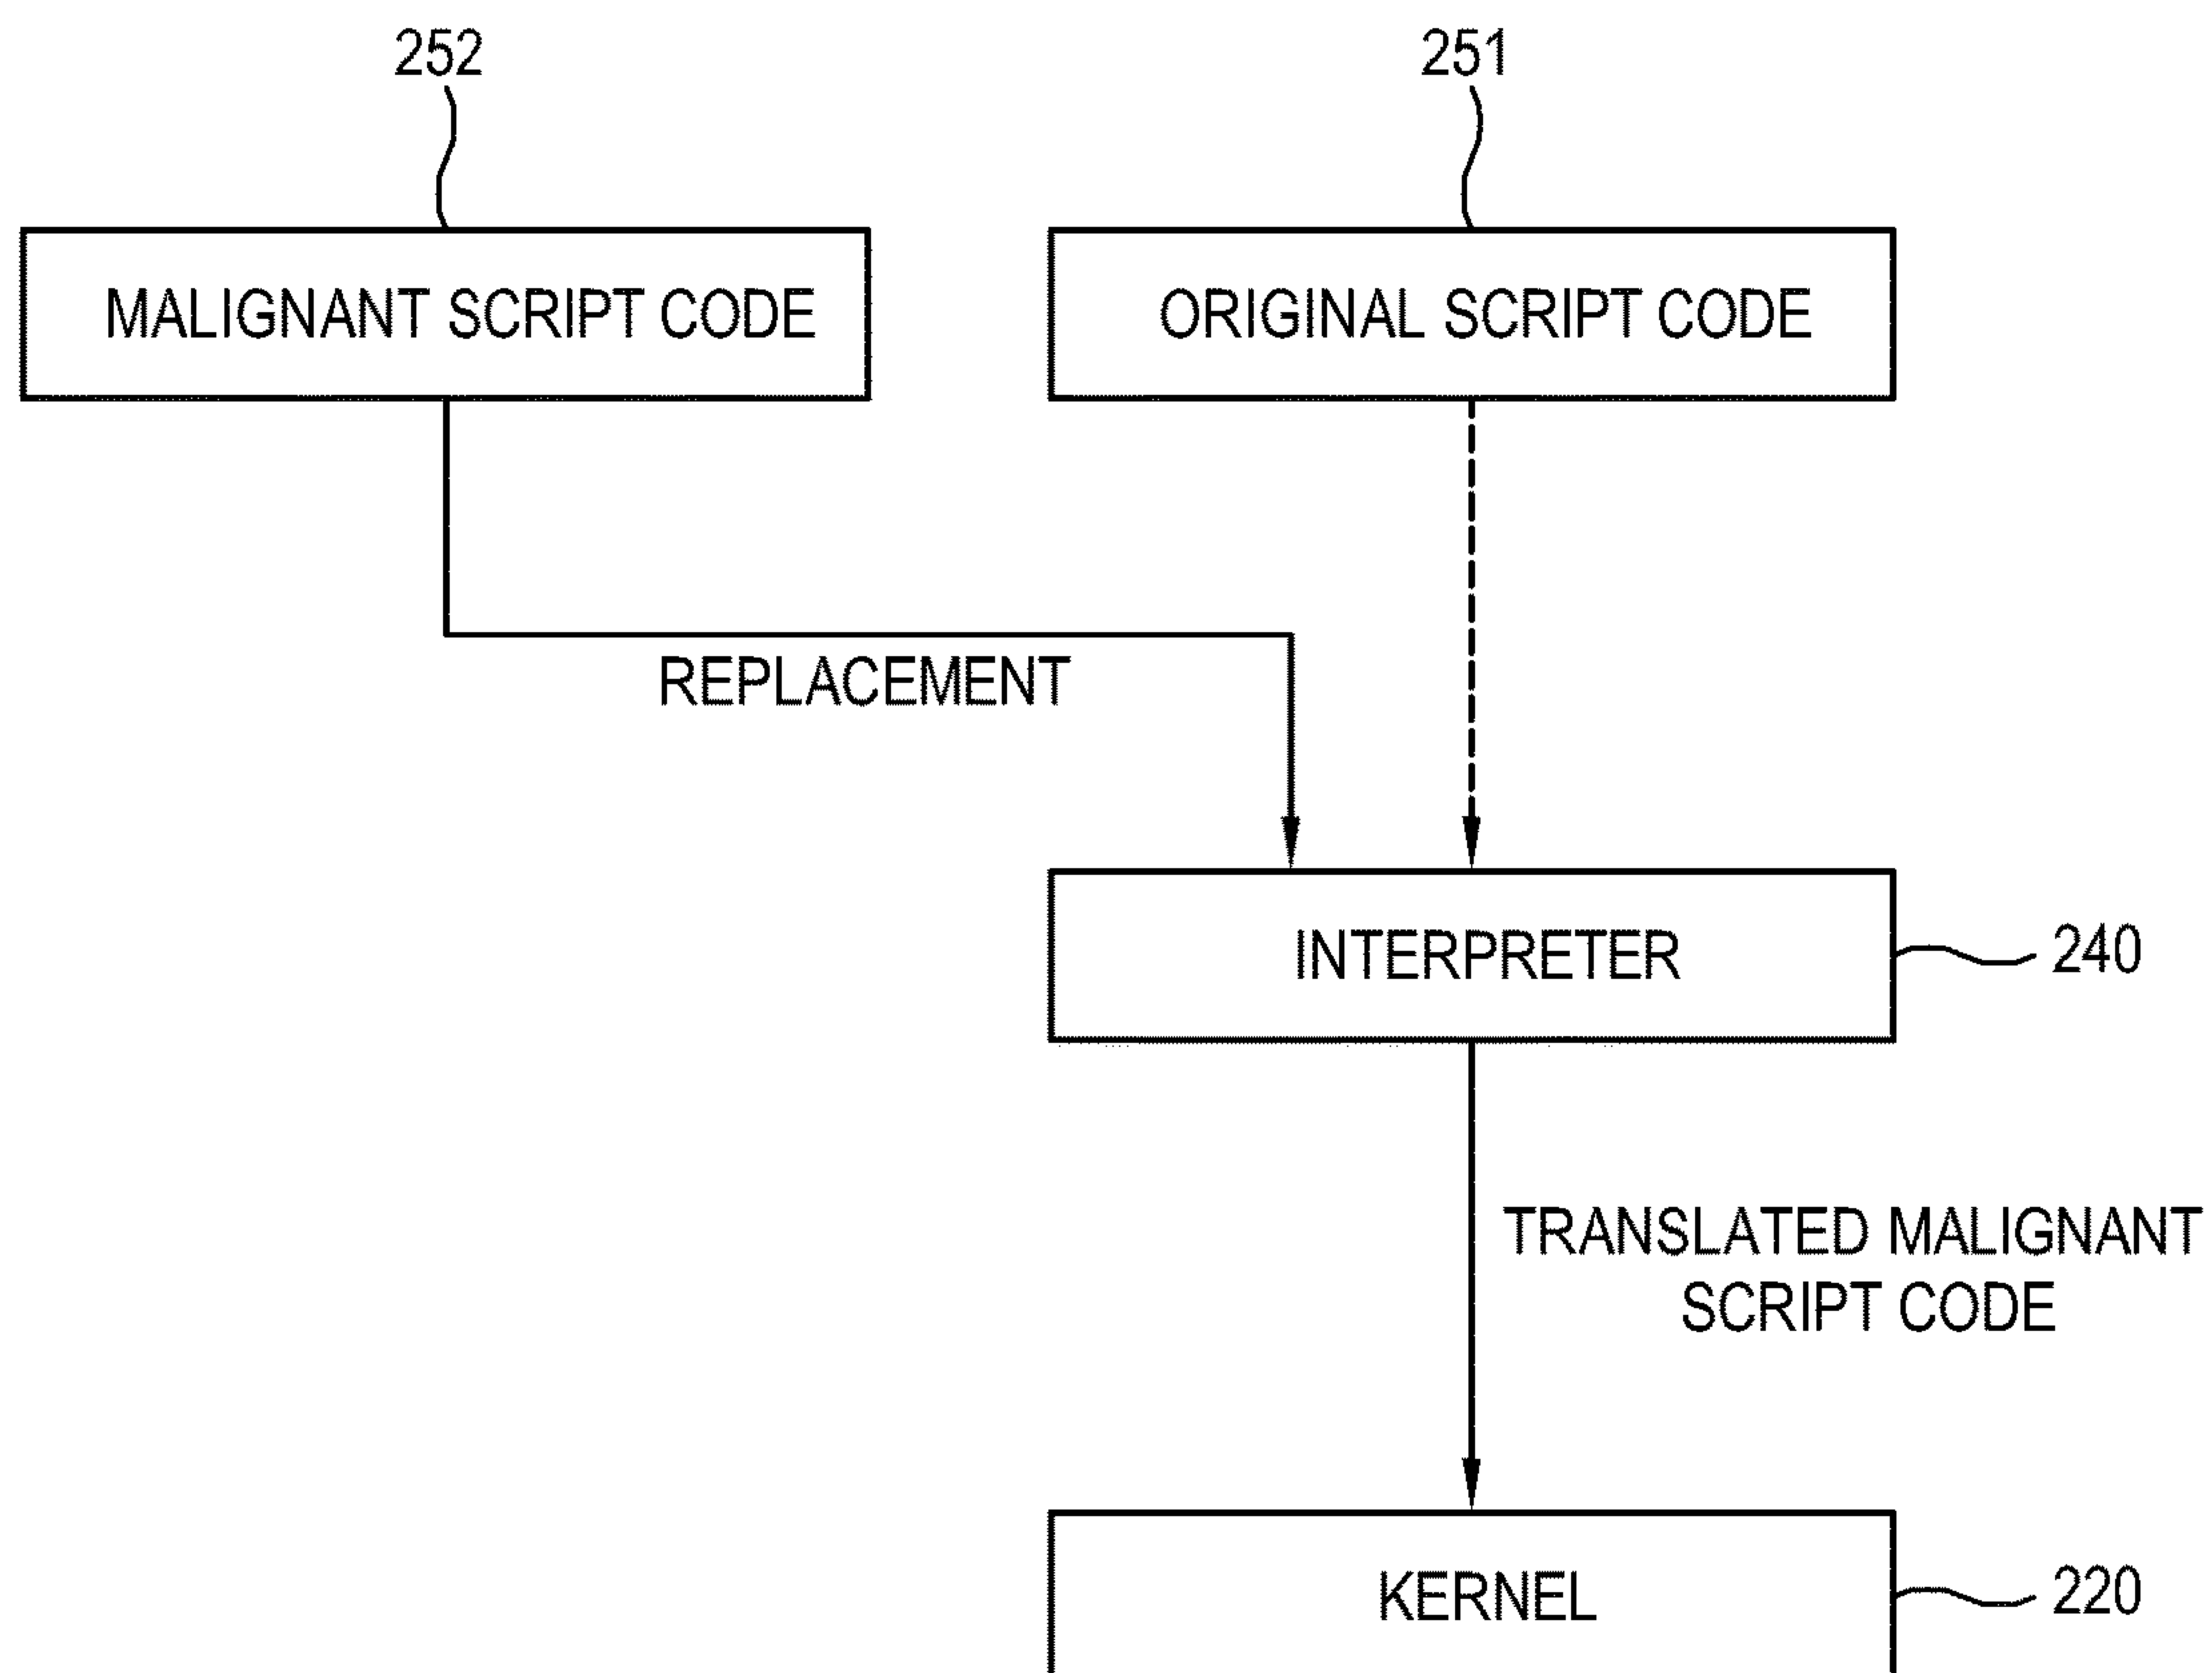 252
251
MALIGNANT SCRIPT CODE
ORIGINAL SCRIPT CODE
REPLACEMENT
INTERPRETER
240
TRANSLATED MALIGNANT
SCRIPT CODE
KERNEL
220